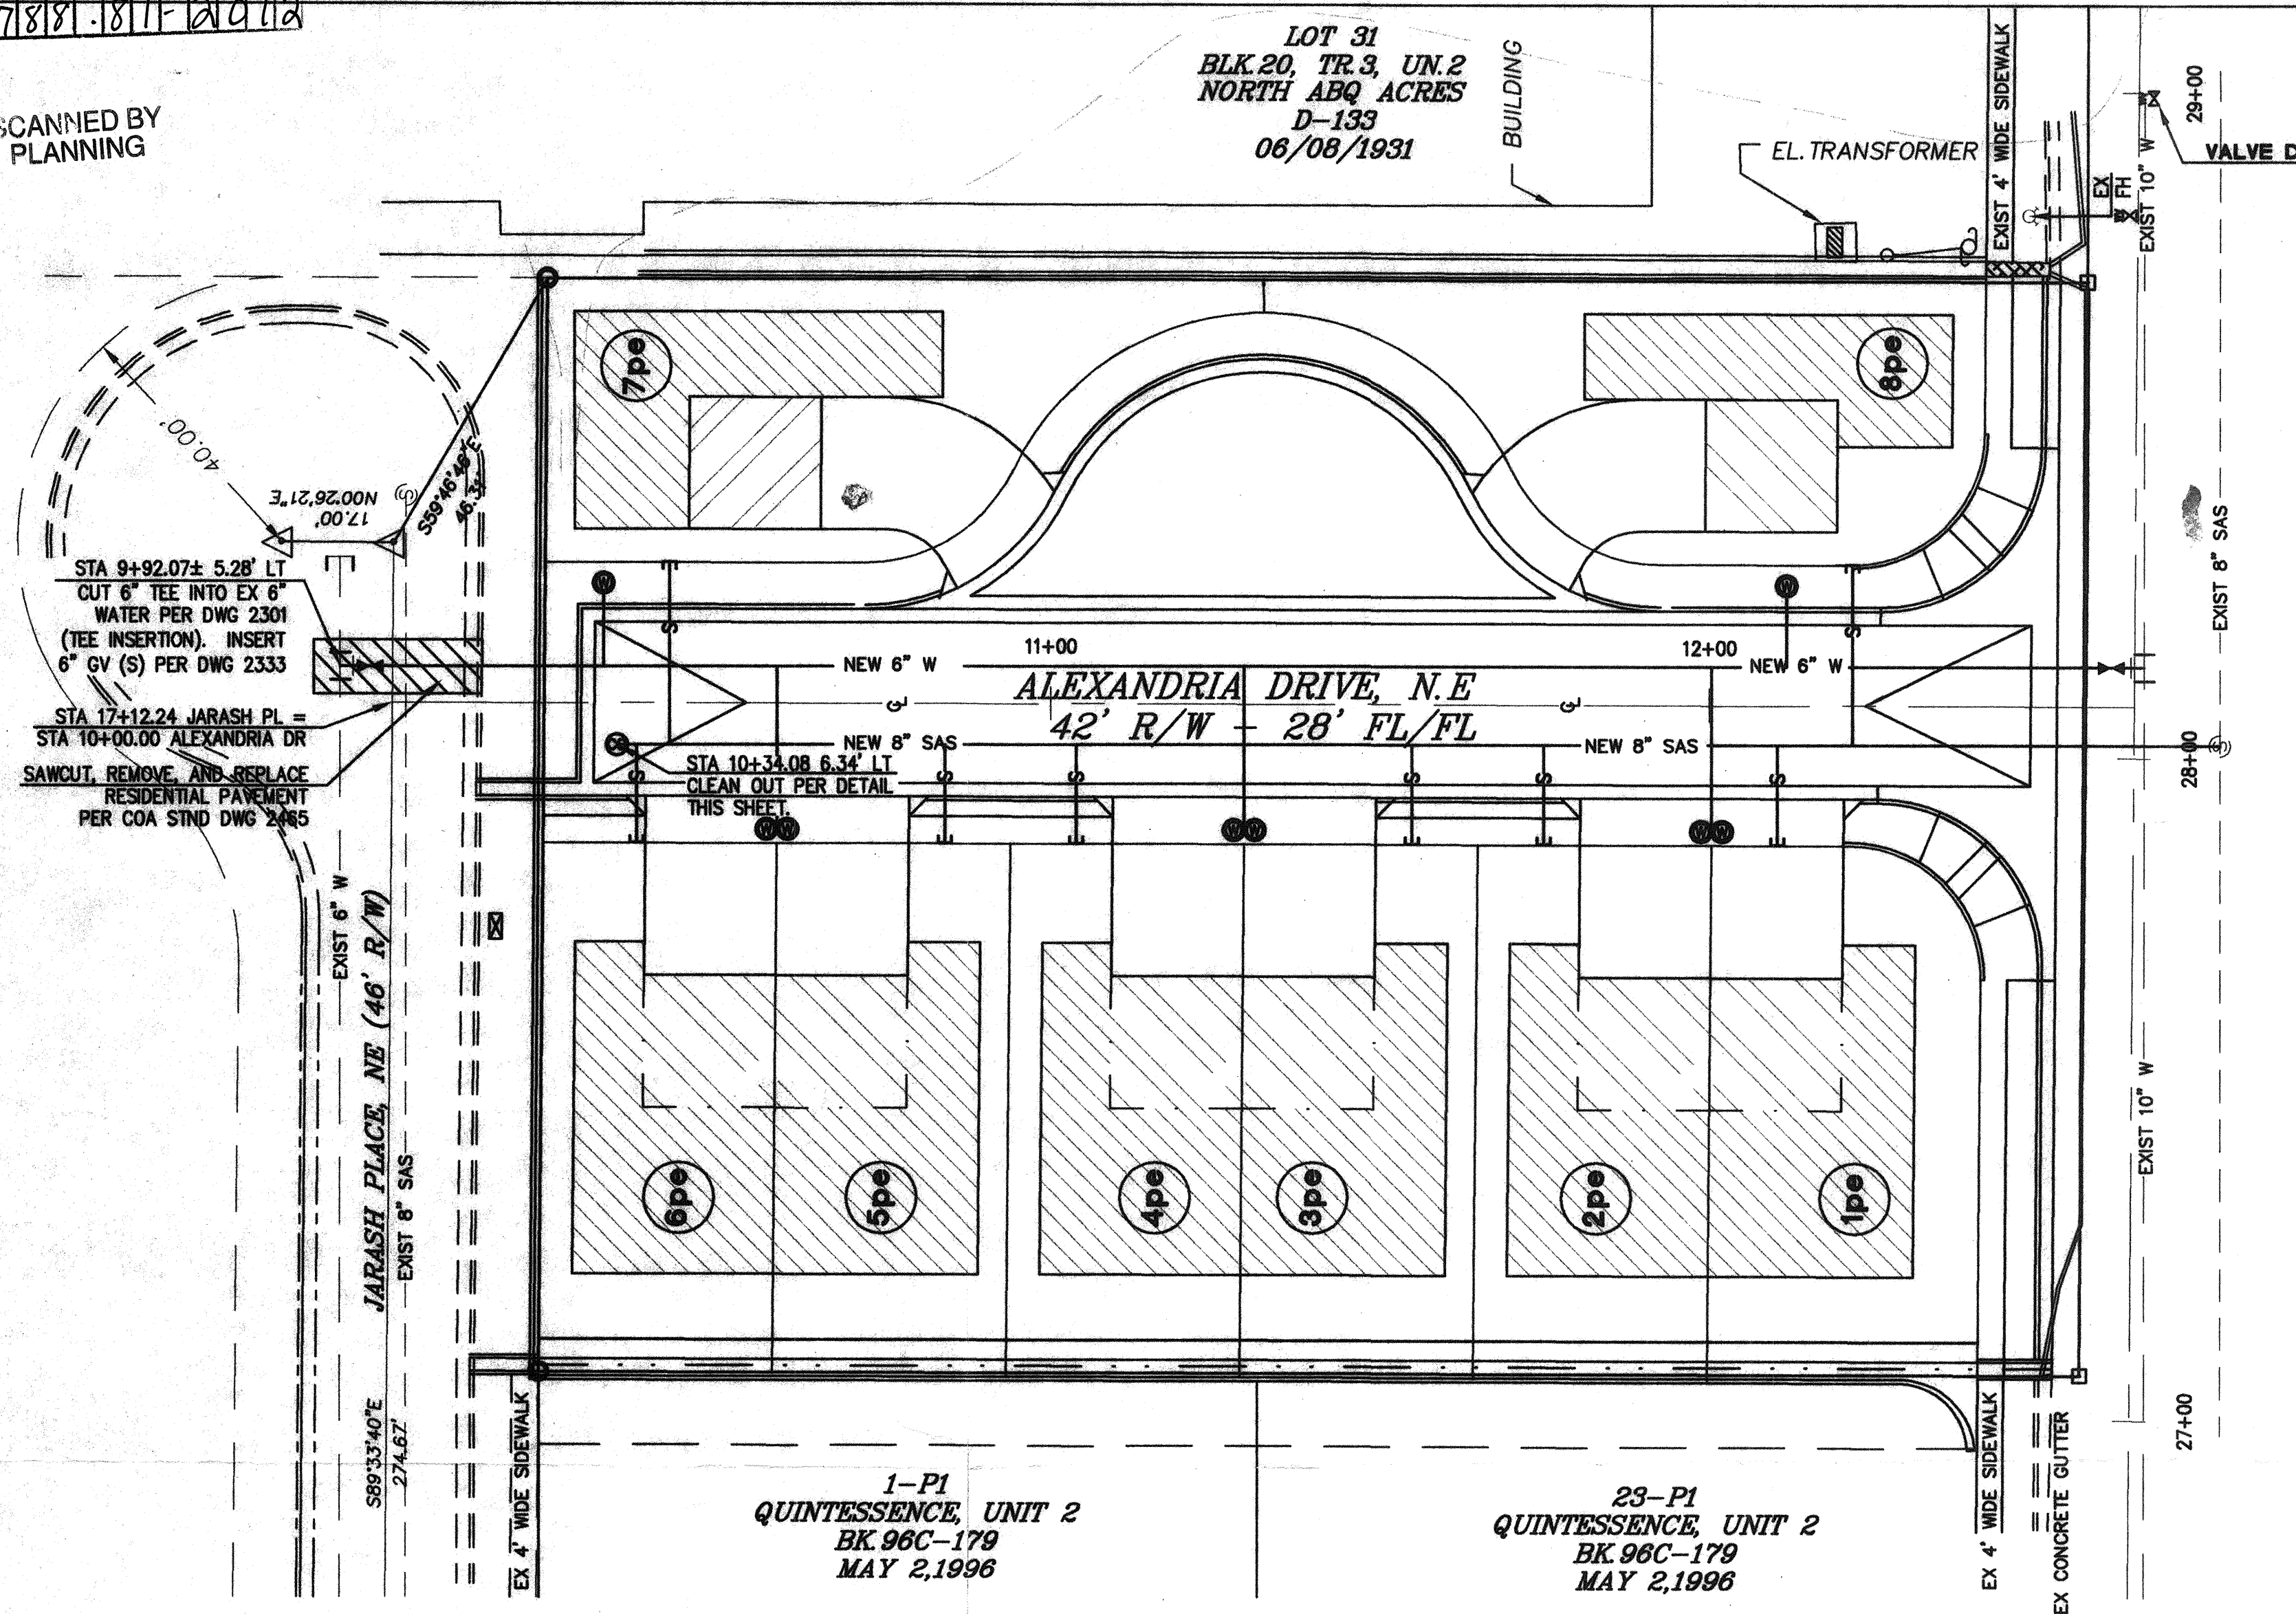 788.81-2012
SCANNED BY
PLANNING
LOT 31
BLK.20, TR.3, UN.2
NORTH ABQ ACRES
D-133
06/08/1931
BUILDING
EL.TRANSFORMER
EXIST 4' WIDE SIDEWALK
EX
FH
EXIST 10" W
29+00
VALVE D
7pe
8pe
40.00'
N00°26'21"E
17.00'
S59°46'46"E
STA 9+92.07± 5.28' LT
CUT 6" TEE INTO EX 6"
WATER PER DWG 2301
(TEE INSERTION). INSERT
6" GV (S) PER DWG 2333
STA 17+12.24 JARASH PL =
STA 10+00.00 ALEXANDRIA DR
SAWCUT, REMOVE, AND REPLACE
RESIDENTIAL PAVEMENT
PER COA STND DWG 2465
W
W
S
S
11+00
12+00
NEW 6" W
NEW 6" W
ALEXANDRIA DRIVE, N.E
42' R/W - 28' FL/FL
NEW 8" SAS
NEW 8" SAS
STA 10+34.08 6.34' LT
CLEAN OUT PER DETAIL
THIS SHEET.
S
S
S
S
S
S
WW
WW
WW
EXIST 8" SAS
28+00
EXIST 6" W
JARASH PLACE, NE (46' R/W)
EXIST 8" SAS
6pe
5pe
4pe
3pe
2pe
1pe
EXIST 10" W
S89°33'40"E
274.67'
EX 4' WIDE SIDEWALK
1-P1
QUINTESSENCE, UNIT 2
BK.96C-179
MAY 2,1996
23-P1
QUINTESSENCE, UNIT 2
BK.96C-179
MAY 2,1996
EX 4' WIDE SIDEWALK
EX CONCRETE GUTTER
27+00